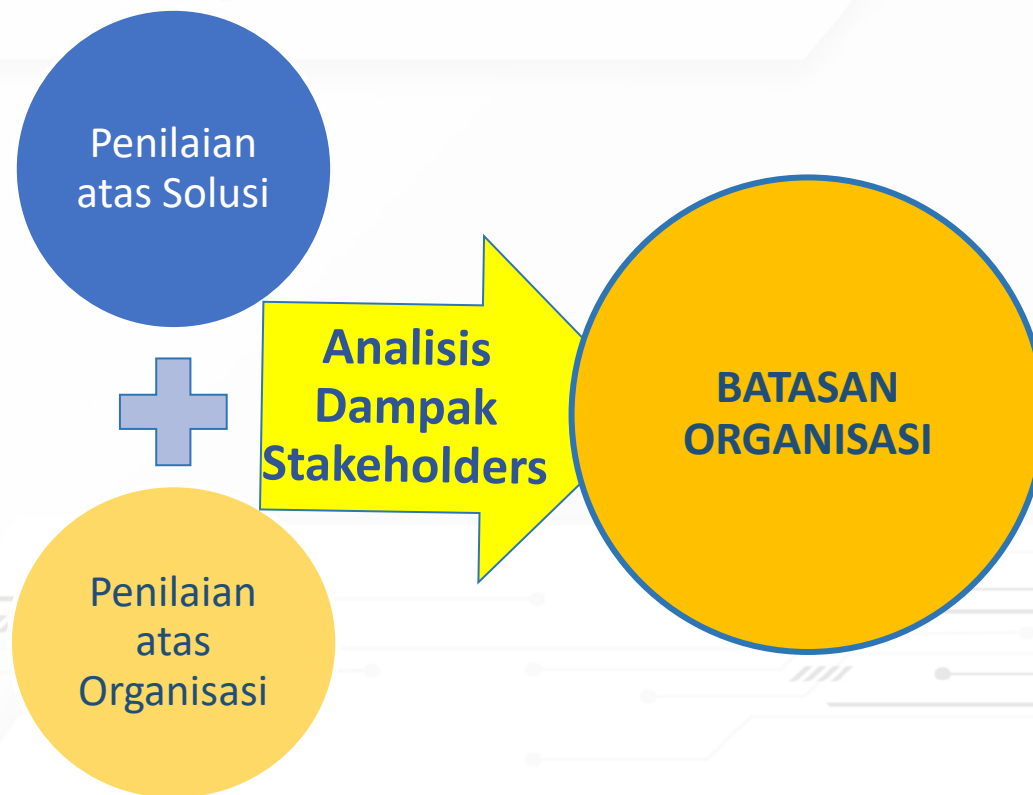 Penilaian
atas Solusi
Analisis
Dampak
Stakeholders
BATASAN
ORGANISASI
Penilaian
atas
Organisasi